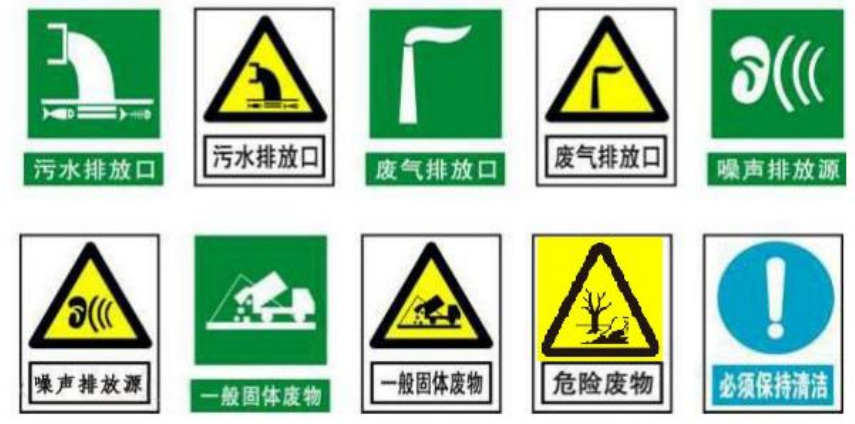 污水排放口
污水排放口
废气排放口
废气排放口
噪声排放源
噪声排放源
一般固体废物
一般固体废物
危险废物
必须保持清洁